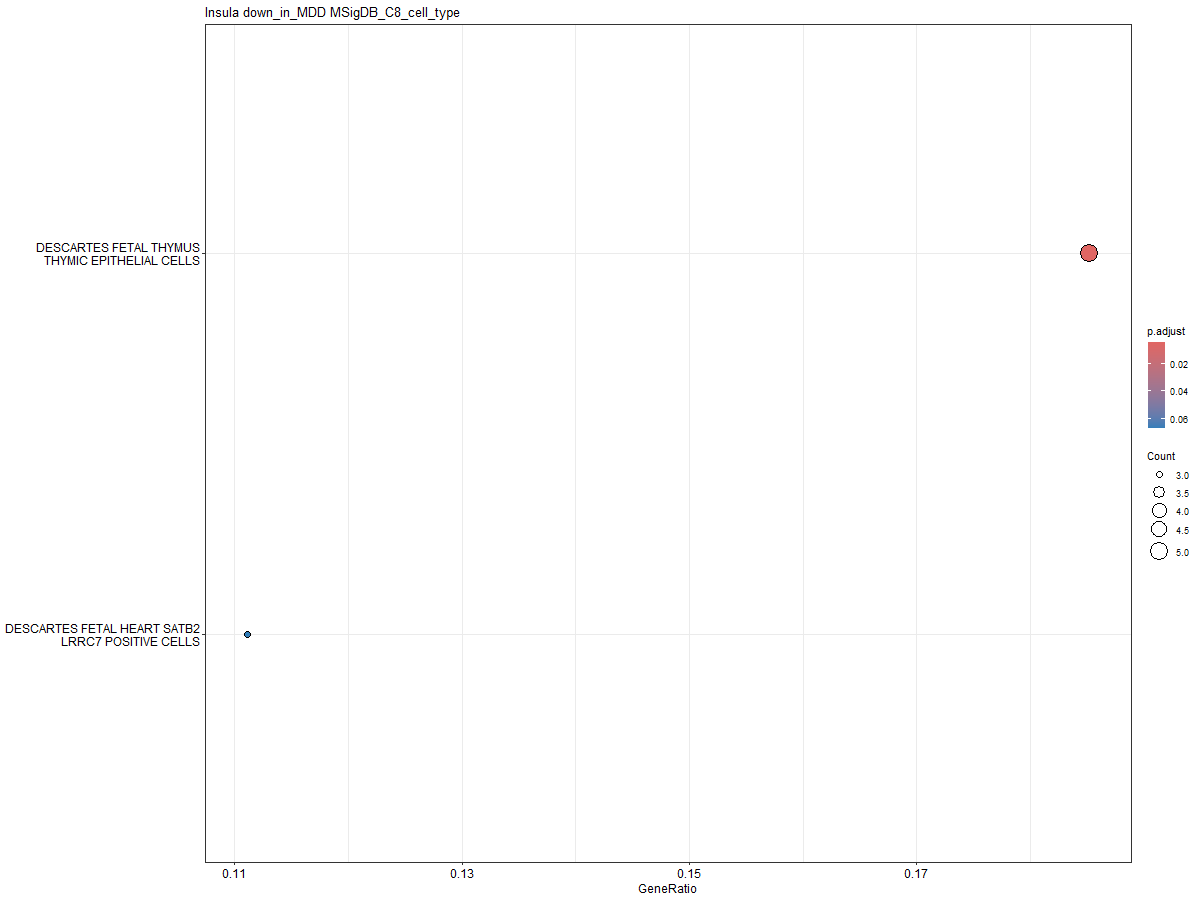 Insula down_in_MDD MSigDB_C8_cell_type
DESCARTES FETAL THYMUS
THYMIC EPITHELIAL CELLS
DESCARTES FETAL HEART SATB2
LRRC7 POSITIVE CELLS
0.11
0.13
0.15
0.17
GeneRatio
p.adjust
0.02
0.04
0.06
Count
3.0
3.5
4.0
4.5
5.0